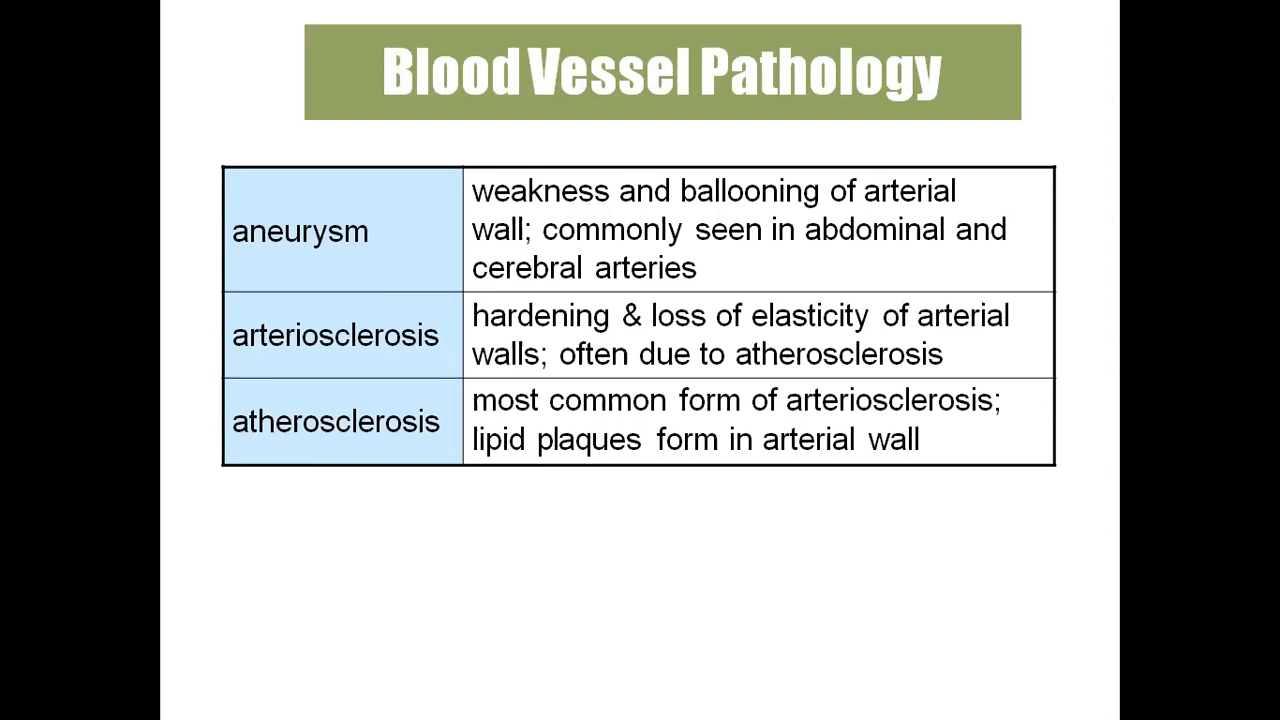 Blood Vessel Pathology
aneurysm
weakness and ballooning of arterial
wall; commonly seen in abdominal and
cerebral arteries
arteriosclerosis
hardening & loss of elasticity of arterial
walls; often due to atherosclerosis
atherosclerosis
most common form of arteriosclerosis;
lipid plaques form in arterial wall